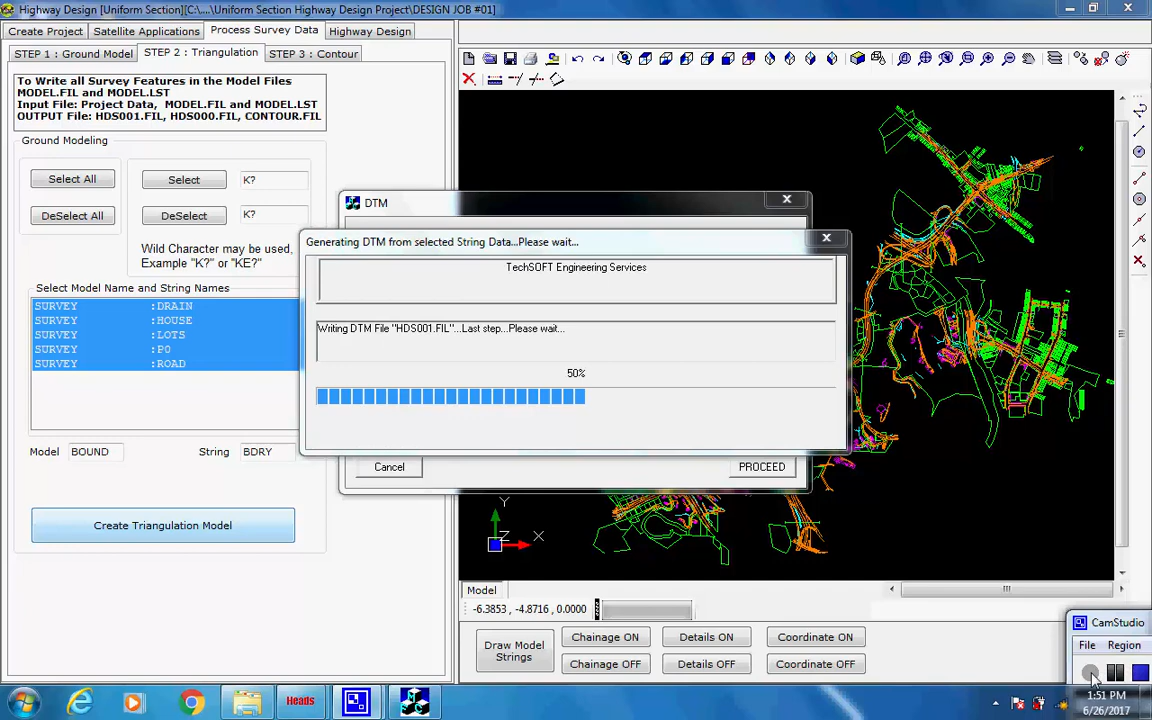 Highway Design [Uniform Section][C:\...\Uniform Section Highway Design Project\DESIGN JOB #01]
Create Project
Satellite Applications
Process Survey Data
Highway Design
STEP 1 : Ground Model
STEP 2 : Triangulation
STEP 3 : Contour
To Write all Survey Features in the Model Files
MODEL.FIL and MODEL.LST
Input File: Project Data, MODEL.FIL and MODEL.LST
OUTPUT File: HDS001.FIL, HDS000.FIL, CONTOUR.FIL
Ground Modeling
Select All
Select
K?
DeSelect All
DeSelect
K?
Wild Character may be used,
Example "K?" or "KE?"
Select Model Name and String Names
SURVEY :DRAIN
SURVEY :HOUSE
SURVEY :LOTS
SURVEY :P0
SURVEY :ROAD
Model
BOUND
String
BDRY
Create Triangulation Model
DTM
Generating DTM from selected String Data...Please wait...
TechSOFT Engineering Services
Writing DTM File "HDS001.FIL"...Last step...Please wait...
50%
Cancel
PROCEED
Y
Z
X
Model
-6.3853 , -4.8716 , 0.0000
Draw Model
Strings
Chainage ON
Details ON
Coordinate ON
Chainage OFF
Details OFF
Coordinate OFF
CamStudio
File
Region
Heads
1:51 PM
6/26/2017